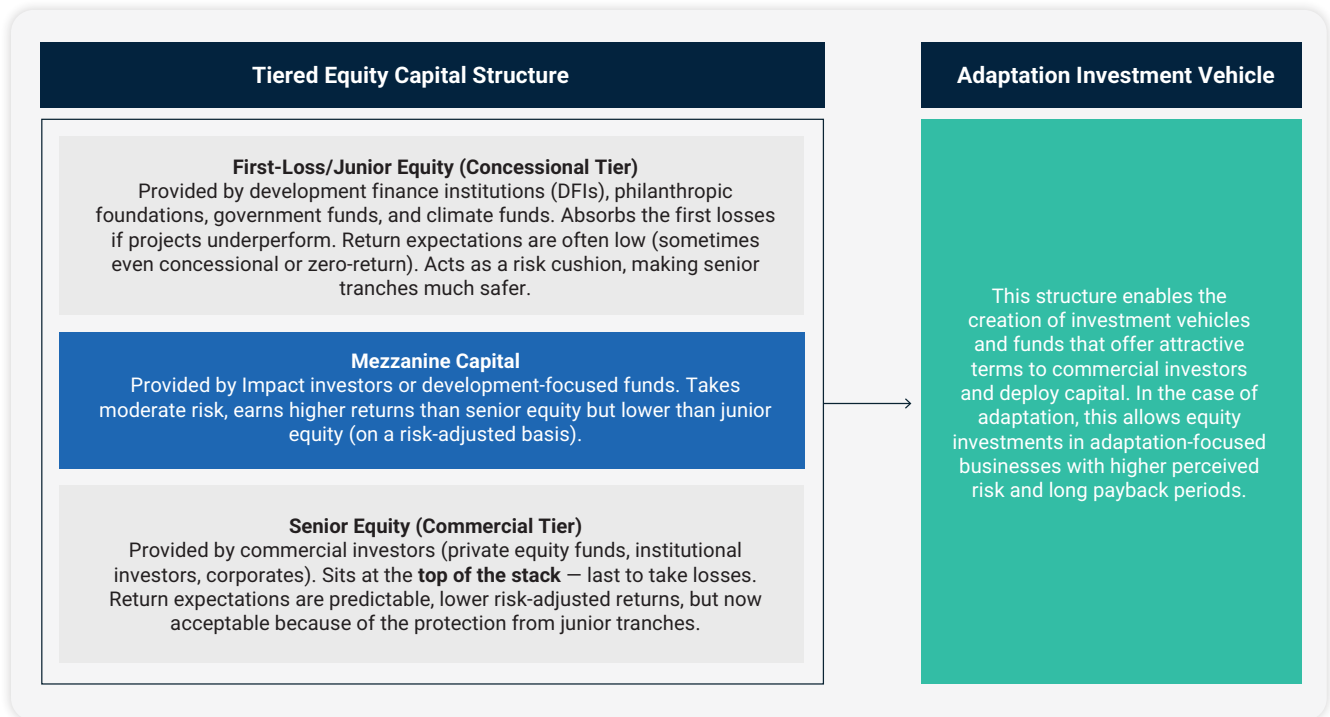 Tiered Equity Capital Structure
First-Loss/Junior Equity (Concessional Tier)
Provided by development finance institutions (DFIs), philanthropic
foundations, government funds, and climate funds. Absorbs the first losses
if projects underperform. Return expectations are often low (sometimes
even concessional or zero-return). Acts as a risk cushion, making senior
tranches much safer.
Mezzanine Capital
Provided by Impact investors or development-focused funds. Takes
moderate risk, earns higher returns than senior equity but lower than junior
equity (on a risk-adjusted basis).
Senior Equity (Commercial Tier)
Provided by commercial investors (private equity funds, institutional
investors, corporates). Sits at the top of the stack — last to take losses.
Return expectations are predictable, lower risk-adjusted returns, but now
acceptable because of the protection from junior tranches.
Adaptation Investment Vehicle
This structure enables the
creation of investment vehicles
and funds that offer attractive
terms to commercial investors
and deploy capital. In the case of
adaptation, this allows equity
investments in adaptation-focused
businesses with higher perceived
risk and long payback periods.